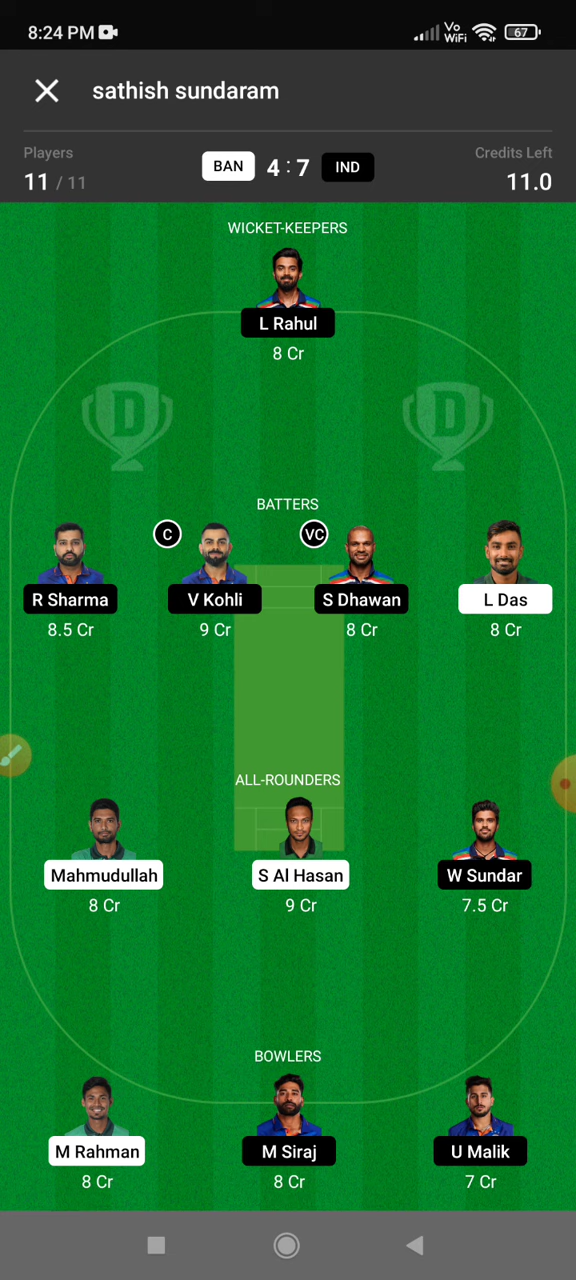 8:24 PM
Vo
WiFi
67
sathish sundaram
Players
11 / 11
BAN 4 : 7 IND
Credits Left
11.0
WICKET-KEEPERS
L Rahul
8 Cr
D D
BATTERS
C VC
R Sharma V Kohli S Dhawan L Das
8.5 Cr 9 Cr 8 Cr 8 Cr
ALL-ROUNDERS
Mahmudullah S Al Hasan W Sundar
8 Cr 9 Cr 7.5 Cr
BOWLERS
M Rahman M Siraj U Malik
8 Cr 8 Cr 7 Cr